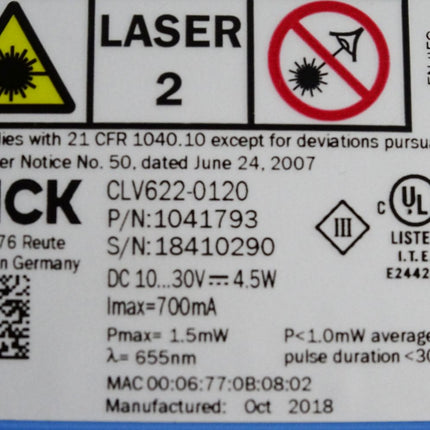 LASER
2
lies with 21 CFR 1040.10 except for deviations pursua
er Notice No. 50, dated June 24, 2007
ICK
CLV622-0120
P/N:1041793
S/N:18410290
76 Reute
n Germany
DC 10...30V⎓ 4.5W
Imax=700mA
Pmax= 1.5mW
λ= 655nm
P<1.0mW average
pulse duration <30
MAC 00:06:77:0B:08:02
Manufactured: Oct 2018
III
C UL
LISTE
I.T.E
E2442